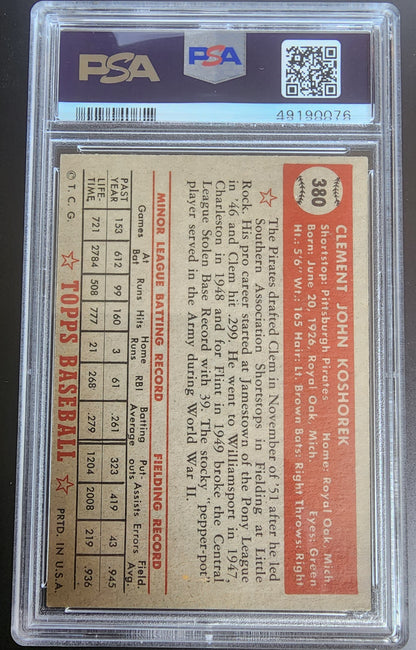 PSA
PSA
49190076
380
CLEMENT JOHN KOSHOREK
Shortstop: Pittsburgh Pirates Home: Royal Oak, Mich.
Born: June 20, 1926, Royal Oak, Mich. Eyes: Green
Ht.: 5'6" Wt.: 165 Hair: Lt. Brown Bats: Right Throws: Right
The Pirates drafted Clem in November of '51 after he led
Southern Association Shortstops in Fielding at Little
Rock. His pro career started at Jamestown of the Pony League
in '46 and Clem hit .299. He went to Williamsport in 1947,
Charleston in 1948 and for Flint in 1949 broke the Central
League Stolen Base Record with 39. The stocky "pepper-pot"
player served in the Army during World War II.
MINOR LEAGUE BATTING RECORD FIELDING RECORD
Games At Bat Runs Hits Home Runs RBI Batting Average Put-outs Assists Errors Field. Avg.
PAST YEAR 153 612 99 160 3 61 .261 323 419 43 .945
LIFE-TIME 721 2784 508 777 21 268 .279 1204 2008 219 .936
© T. C. G. TOPPS BASEBALL PRTD. IN U.S.A.